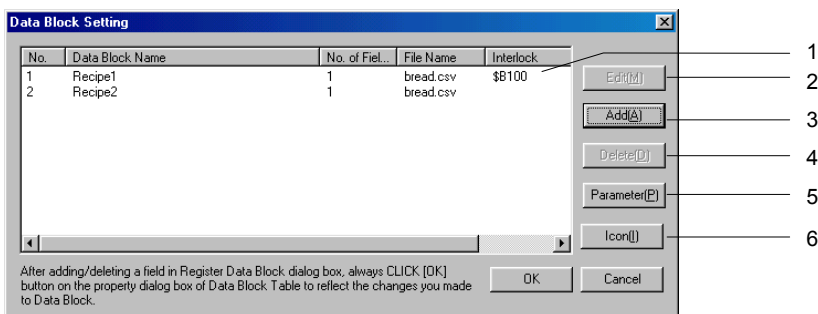 Data Block Setting
No. Data Block Name No. of Fiel... File Name Interlock
1 Recipe1 1 bread.csv $B100
2 Recipe2 1 bread.csv
Edit(M)
Add(A)
Delete(D)
Parameter(P)
Icon(I)
After adding/deleting a field in Register Data Block dialog box, always CLICK [OK]
button on the property dialog box of Data Block Table to reflect the changes you made
to Data Block.
OK Cancel
1
2
3
4
5
6